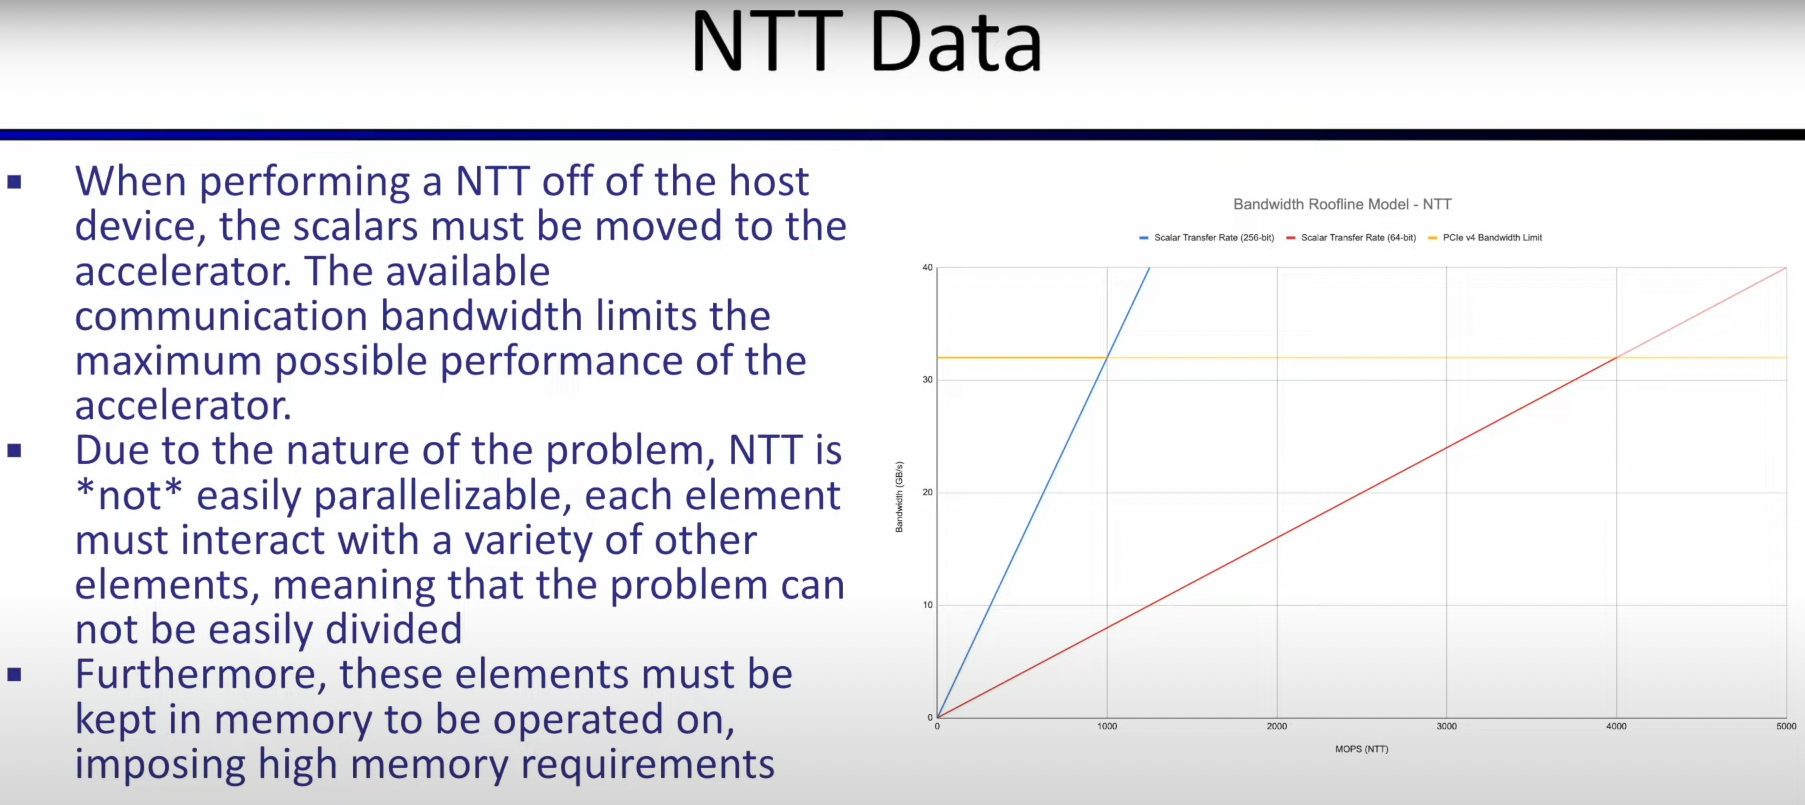 NTT Data
▪ When performing a NTT off of the host
device, the scalars must be moved to the
accelerator. The available
communication bandwidth limits the
maximum possible performance of the
accelerator.
▪ Due to the nature of the problem, NTT is
*not* easily parallelizable, each element
must interact with a variety of other
elements, meaning that the problem can
not be easily divided
▪ Furthermore, these elements must be
kept in memory to be operated on,
imposing high memory requirements
Bandwidth Roofline Model - NTT
Scalar Transfer Rate (256-bit) Scalar Transfer Rate (64-bit) PCIe v4 Bandwidth Limit
40
30
20
10
0
Bandwidth (GB/s)
0 1000 2000 3000 4000 5000
MOPS (NTT)